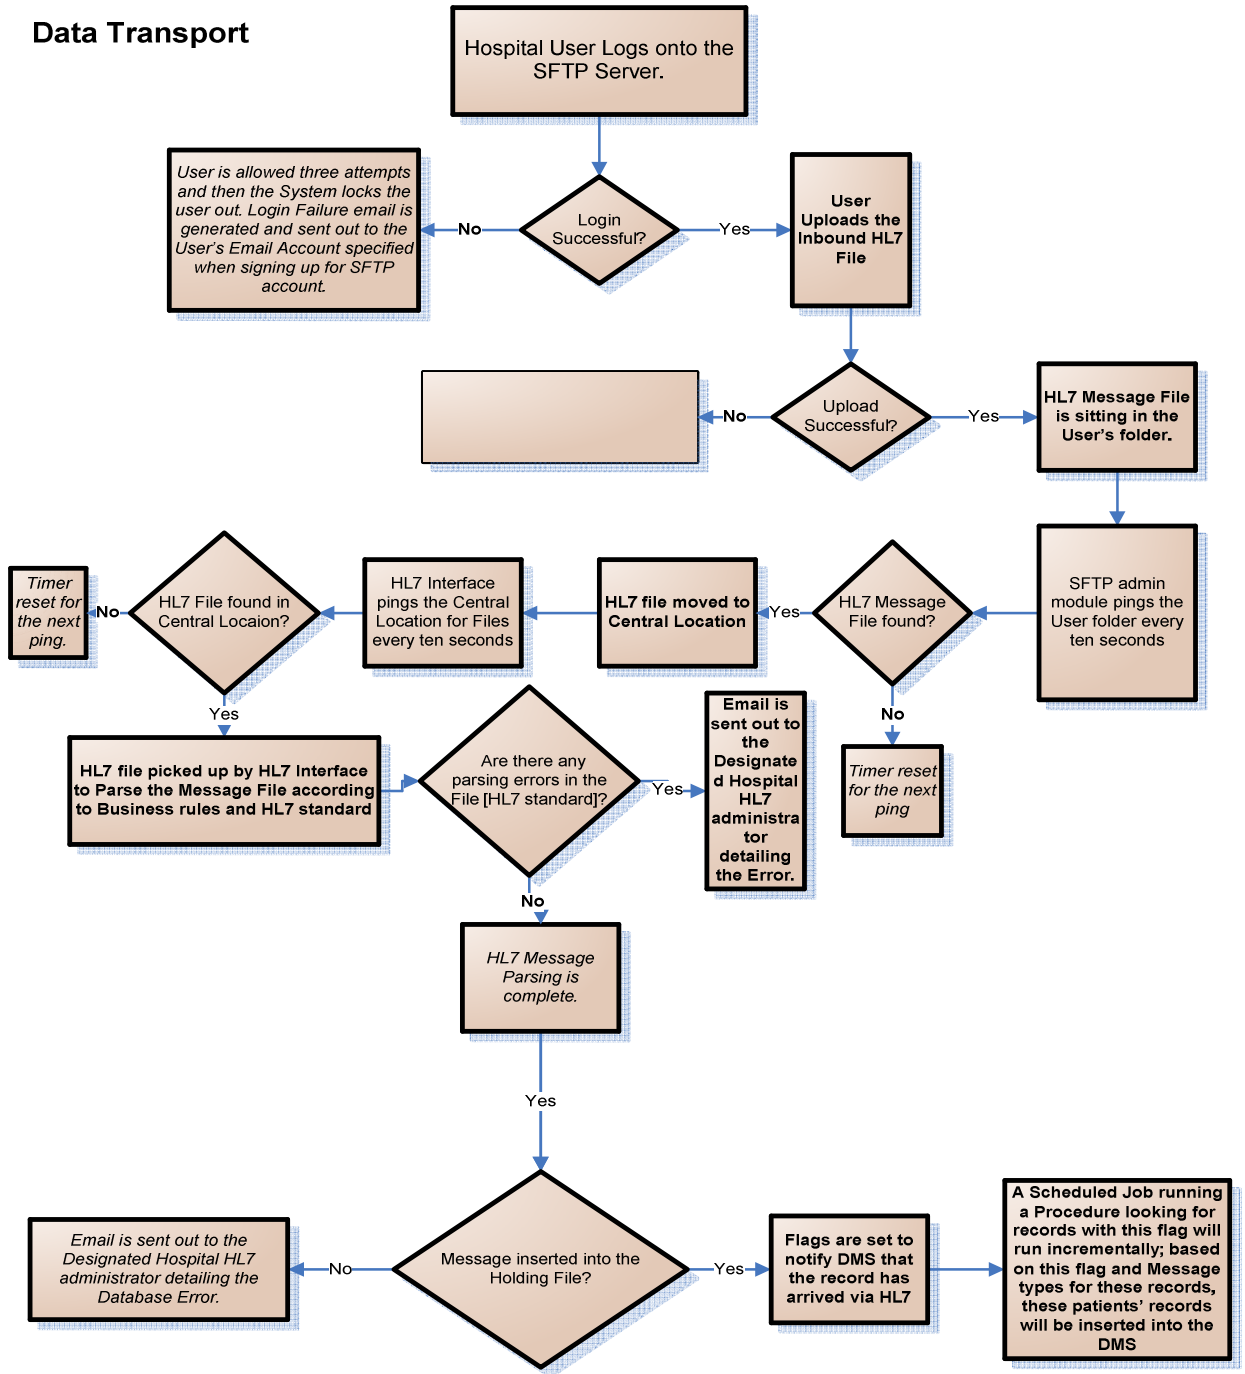 Data Transport
Hospital User Logs onto the
SFTP Server.
User is allowed three attempts
and then the System locks the
user out. Login Failure email is
generated and sent out to the
User's Email Account specified
when signing up for SFTP
account.
No
Login
Successful?
Yes
User
Uploads the
Inbound HL7
File
No
Upload
Successful?
Yes
HL7 Message File
is sitting in the
User's folder.
SFTP admin
module pings the
User folder every
ten seconds
HL7 Message
File found?
Yes
HL7 file moved to
Central Location
HL7 Interface
pings the Central
Location for Files
every ten seconds
HL7 File found in
Central Locaion?
No
Timer
reset for
the next
ping.
No
Timer reset
for the next
ping
Yes
HL7 file picked up by HL7 Interface
to Parse the Message File according
to Business rules and HL7 standard
Are there any
parsing errors in the
File [HL7 standard]?
Yes
Email is
sent out to
the
Designate
d Hospital
HL7
administra
tor
detailing
the Error.
No
HL7 Message
Parsing is
complete.
Yes
Message inserted into the
Holding File?
No
Email is sent out to the
Designated Hospital HL7
administrator detailing the
Database Error.
Yes
Flags are set to
notify DMS that
the record has
arrived via HL7
A Scheduled Job running
a Procedure looking for
records with this flag will
run incrementally; based
on this flag and Message
types for these records,
these patients' records
will be inserted into the
DMS